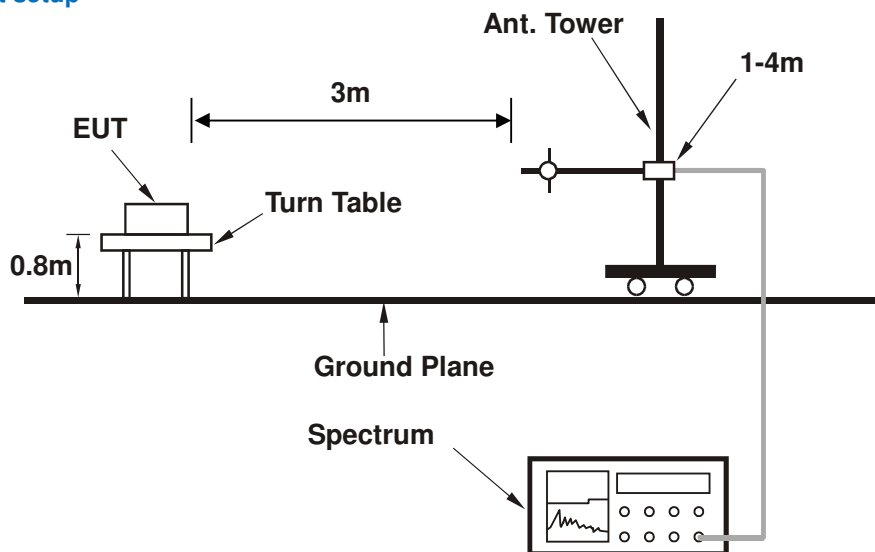 Ant. Tower
1-4m
3m
EUT
Turn Table
0.8m
Ground Plane
Spectrum